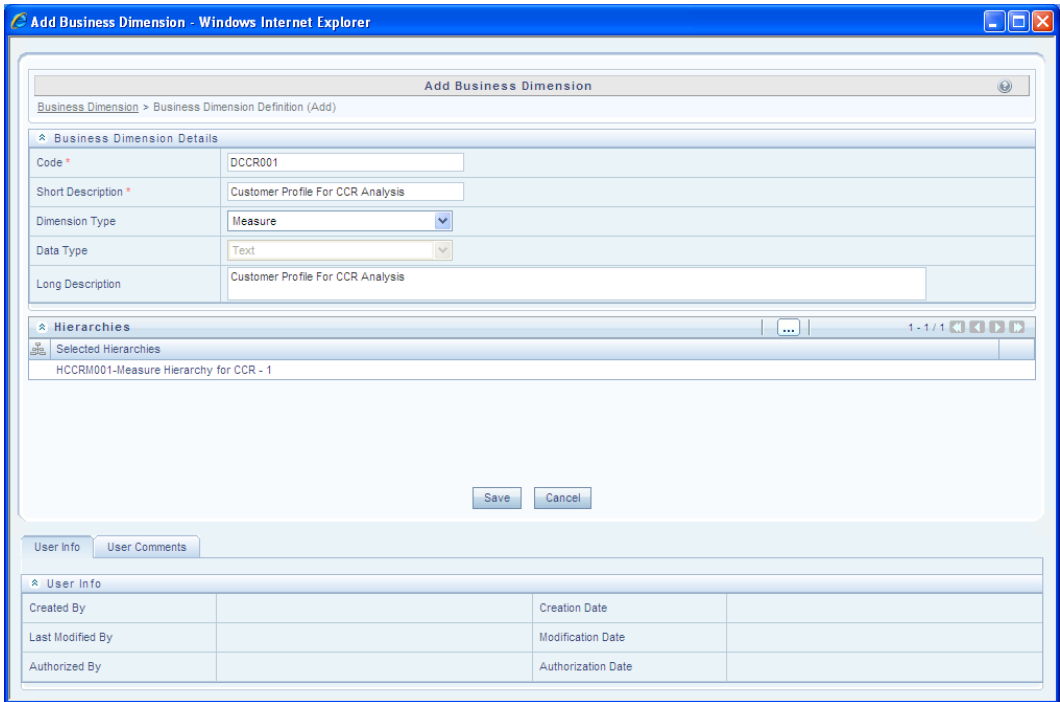 Add Business Dimension - Windows Internet Explorer
Add Business Dimension
Business Dimension > Business Dimension Definition (Add)
Business Dimension Details
Code * DCCR001
Short Description * Customer Profile For CCR Analysis
Dimension Type Measure
Data Type Text
Long Description Customer Profile For CCR Analysis
Hierarchies ... 1 - 1 / 1
Selected Hierarchies
HCCRM001-Measure Hierarchy for CCR - 1
Save Cancel
User Info User Comments
User Info
Created By Creation Date
Last Modified By Modification Date
Authorized By Authorization Date